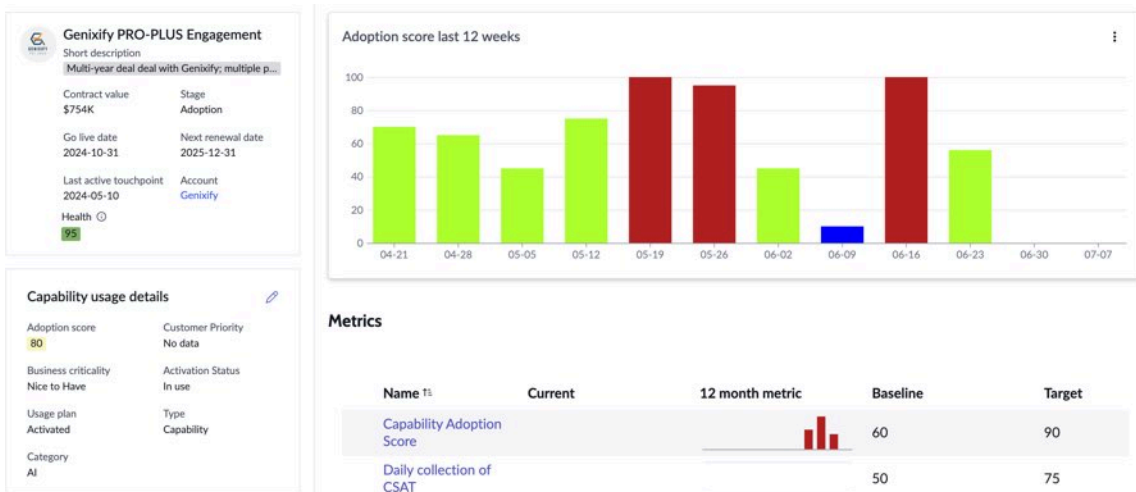 Genixify PRO-PLUS Engagement
Short description
Multi-year deal deal with Genixify; multiple p...
Contract value Stage
$754K Adoption
Go live date Next renewal date
2024-10-31 2025-12-31
Last active touchpoint Account
2024-05-10 Genixify
Health
95
Capability usage details
Adoption score Customer Priority
80 No data
Business criticality Activation Status
Nice to Have In use
Usage plan Type
Activated Capability
Category
AI
Adoption score last 12 weeks
100
80
60
40
20
0
04-21 04-28 05-05 05-12 05-19 05-26 06-02 06-09 06-16 06-23 06-30 07-07
Metrics
Name Current 12 month metric Baseline Target
Capability Adoption
Score 60 90
Daily collection of
CSAT 50 75